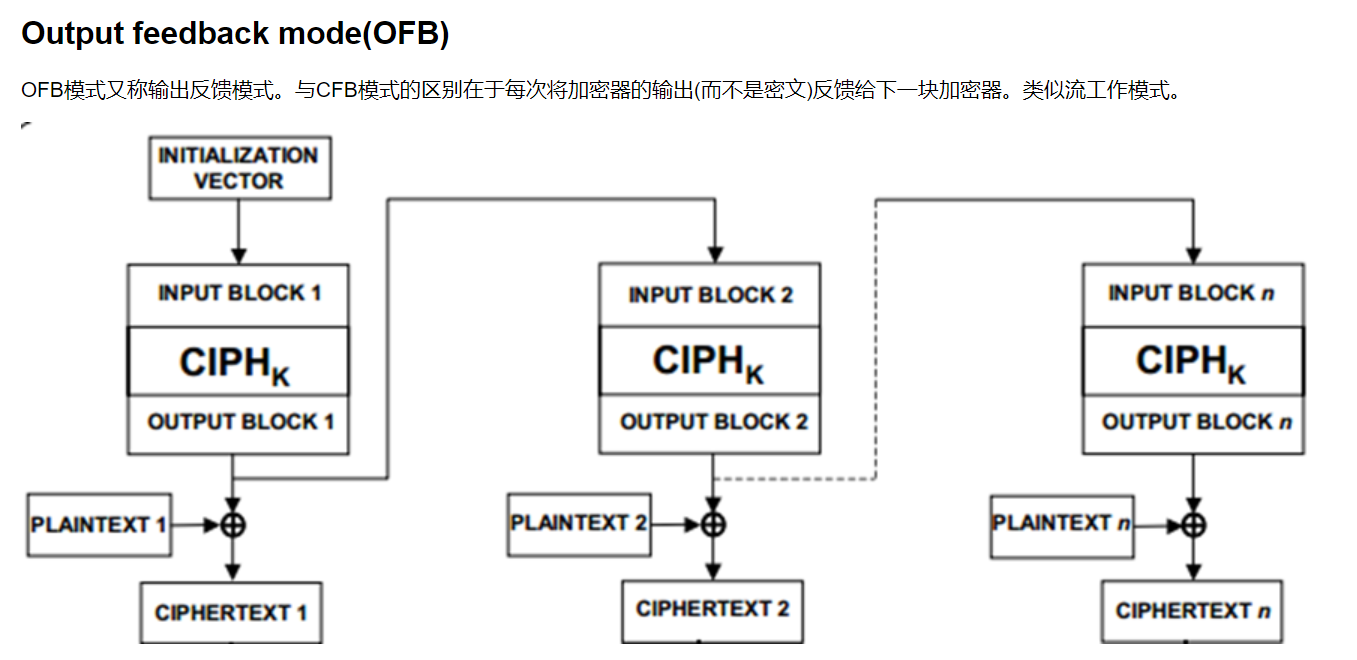 Output feedback mode(OFB)
OFB模式又称输出反馈模式。与CFB模式的区别在于每次将加密器的输出(而不是密文)反馈给下一块加密器。类似流工作模式。
INITIALIZATION
VECTOR
INPUT BLOCK 1
CIPHK
OUTPUT BLOCK 1
PLAINTEXT 1
CIPHERTEXT 1
INPUT BLOCK 2
CIPHK
OUTPUT BLOCK 2
PLAINTEXT 2
CIPHERTEXT 2
INPUT BLOCK n
CIPHK
OUTPUT BLOCK n
PLAINTEXT n
CIPHERTEXT n